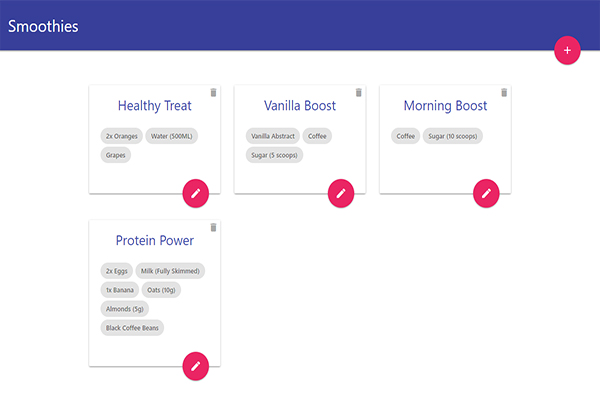 Smoothies
+
Healthy Treat
2x Oranges Water (500ML)
Grapes
Vanilla Boost
Vanilla Abstract Coffee
Sugar (5 scoops)
Morning Boost
Coffee Sugar (10 scoops)
Protein Power
2x Eggs Milk (Fully Skimmed)
1x Banana Oats (10g)
Almonds (5g)
Black Coffee Beans